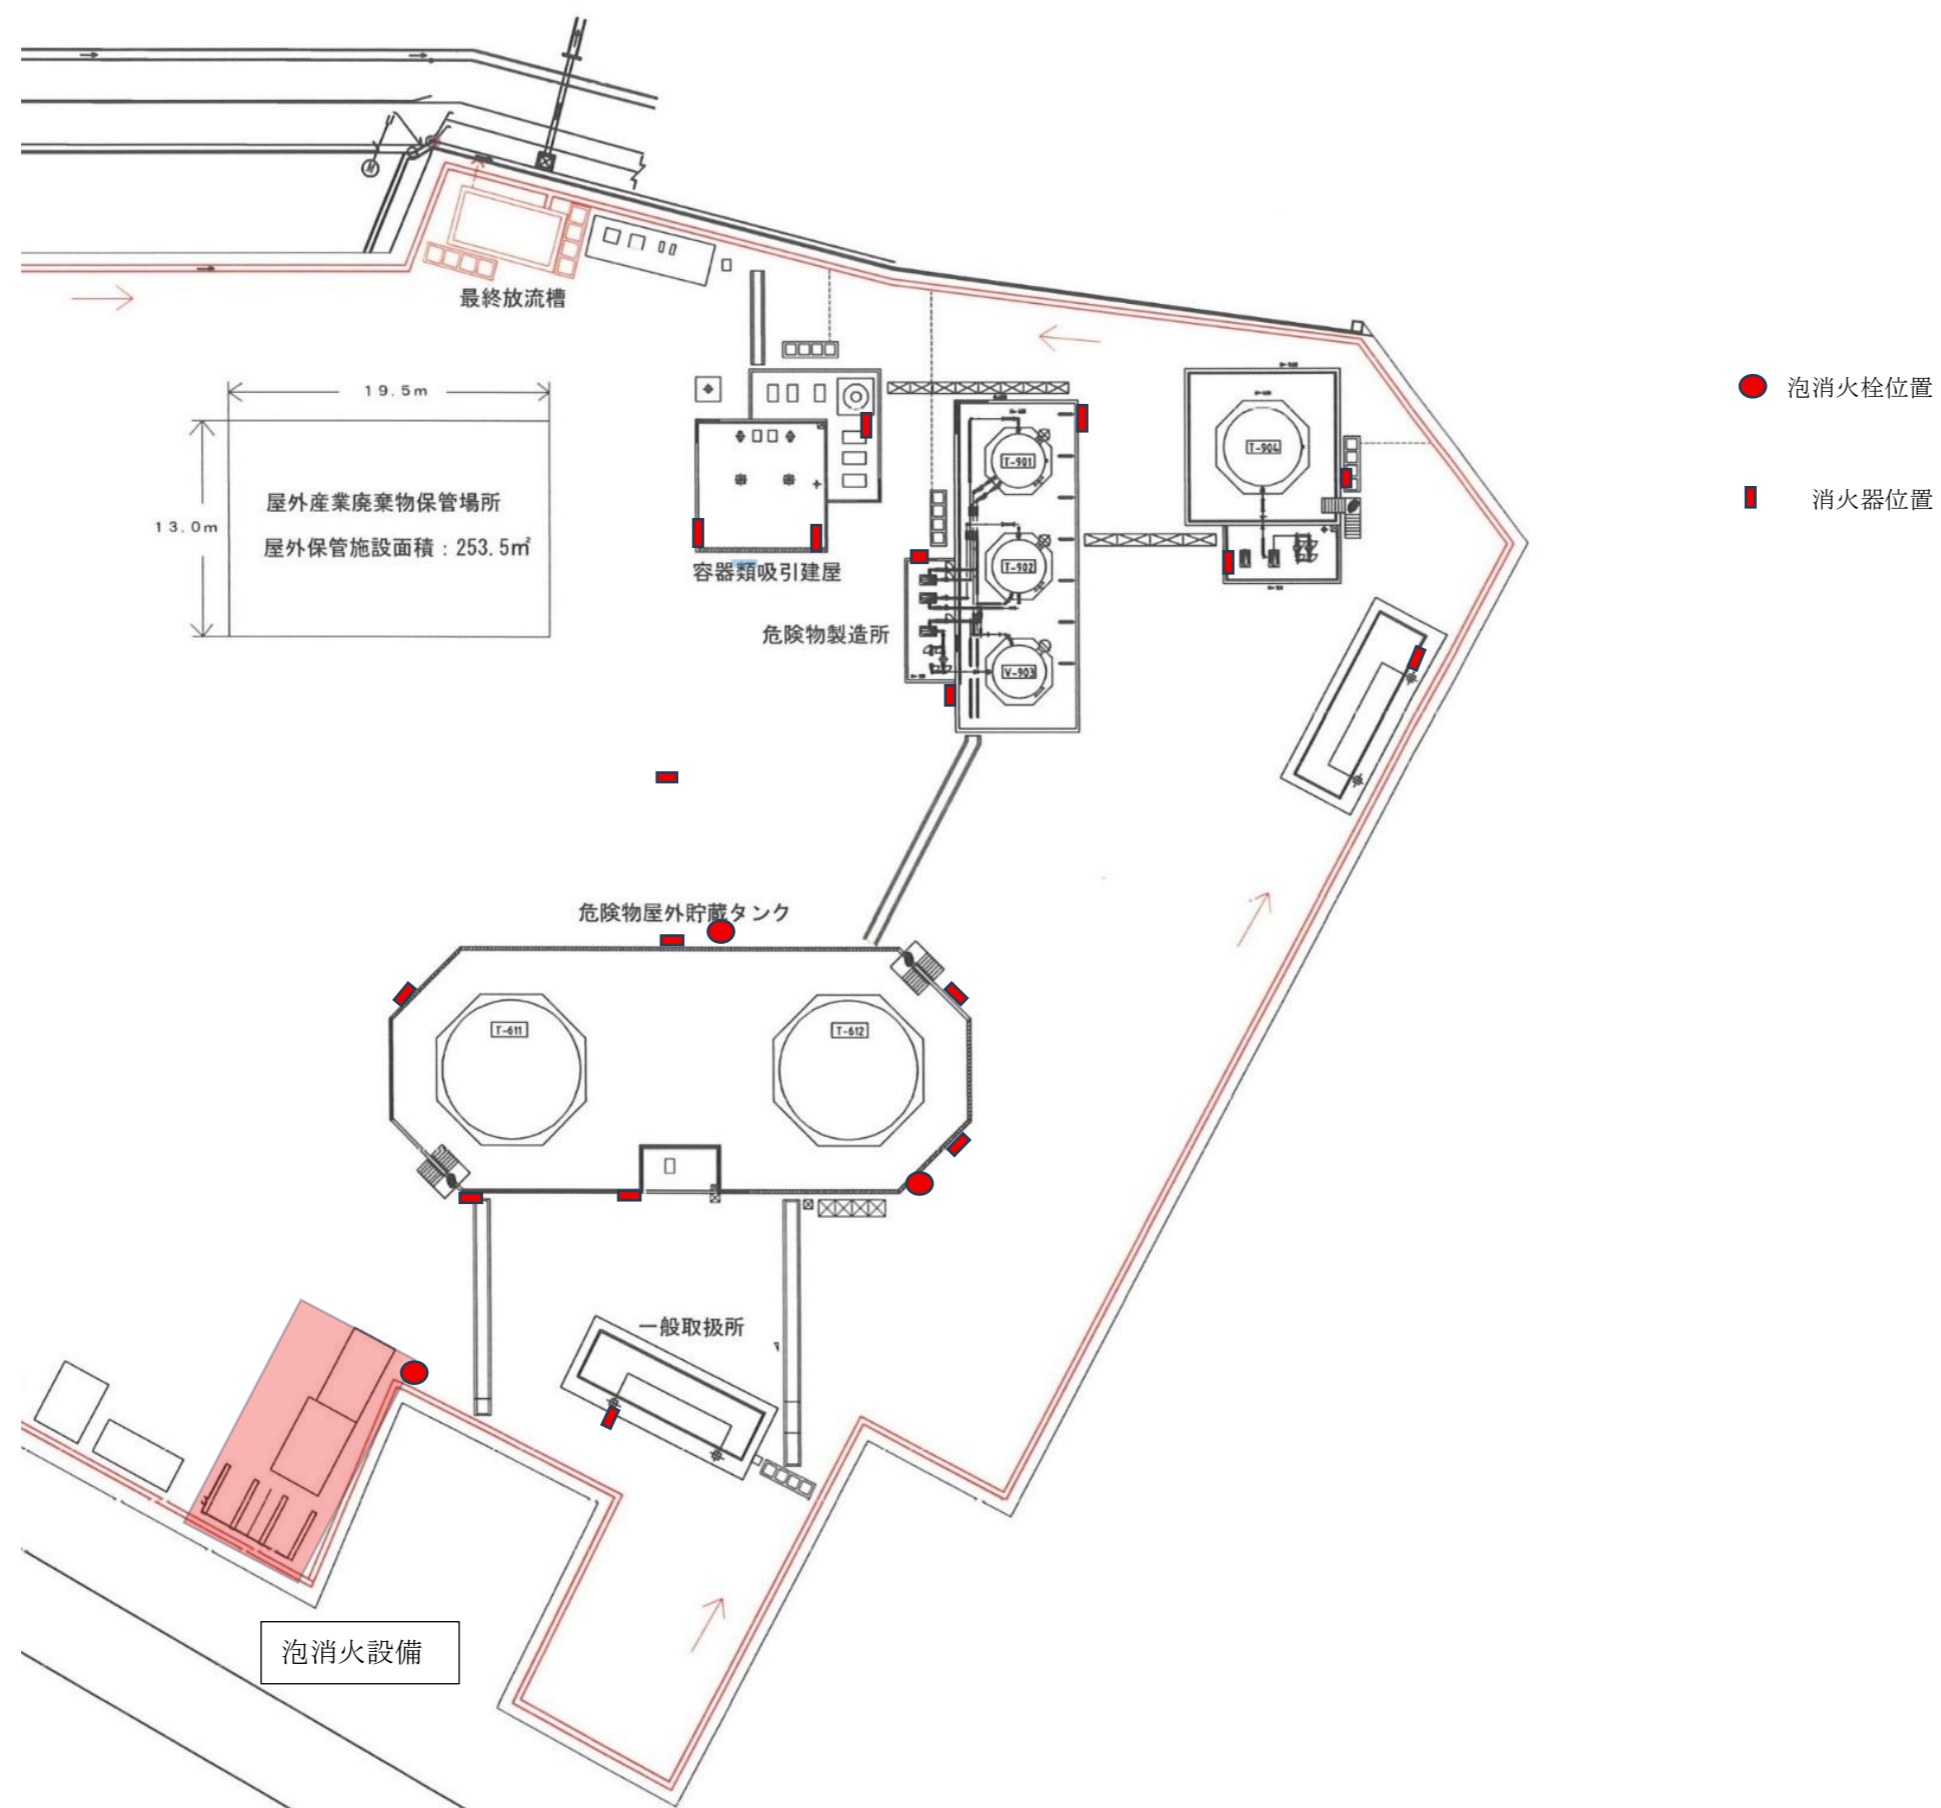 最終放流槽
19.5m
泡消火栓位置
T-901
T-904
屋外産業廃棄物保管場所
消火器位置
13.0m
屋外保管施設面積:253.5㎡
容器類吸引建屋
T-902
危険物製造所
V-903
危険物屋外貯蔵タンク
T-611
T-612
一般取扱所
泡消火設備